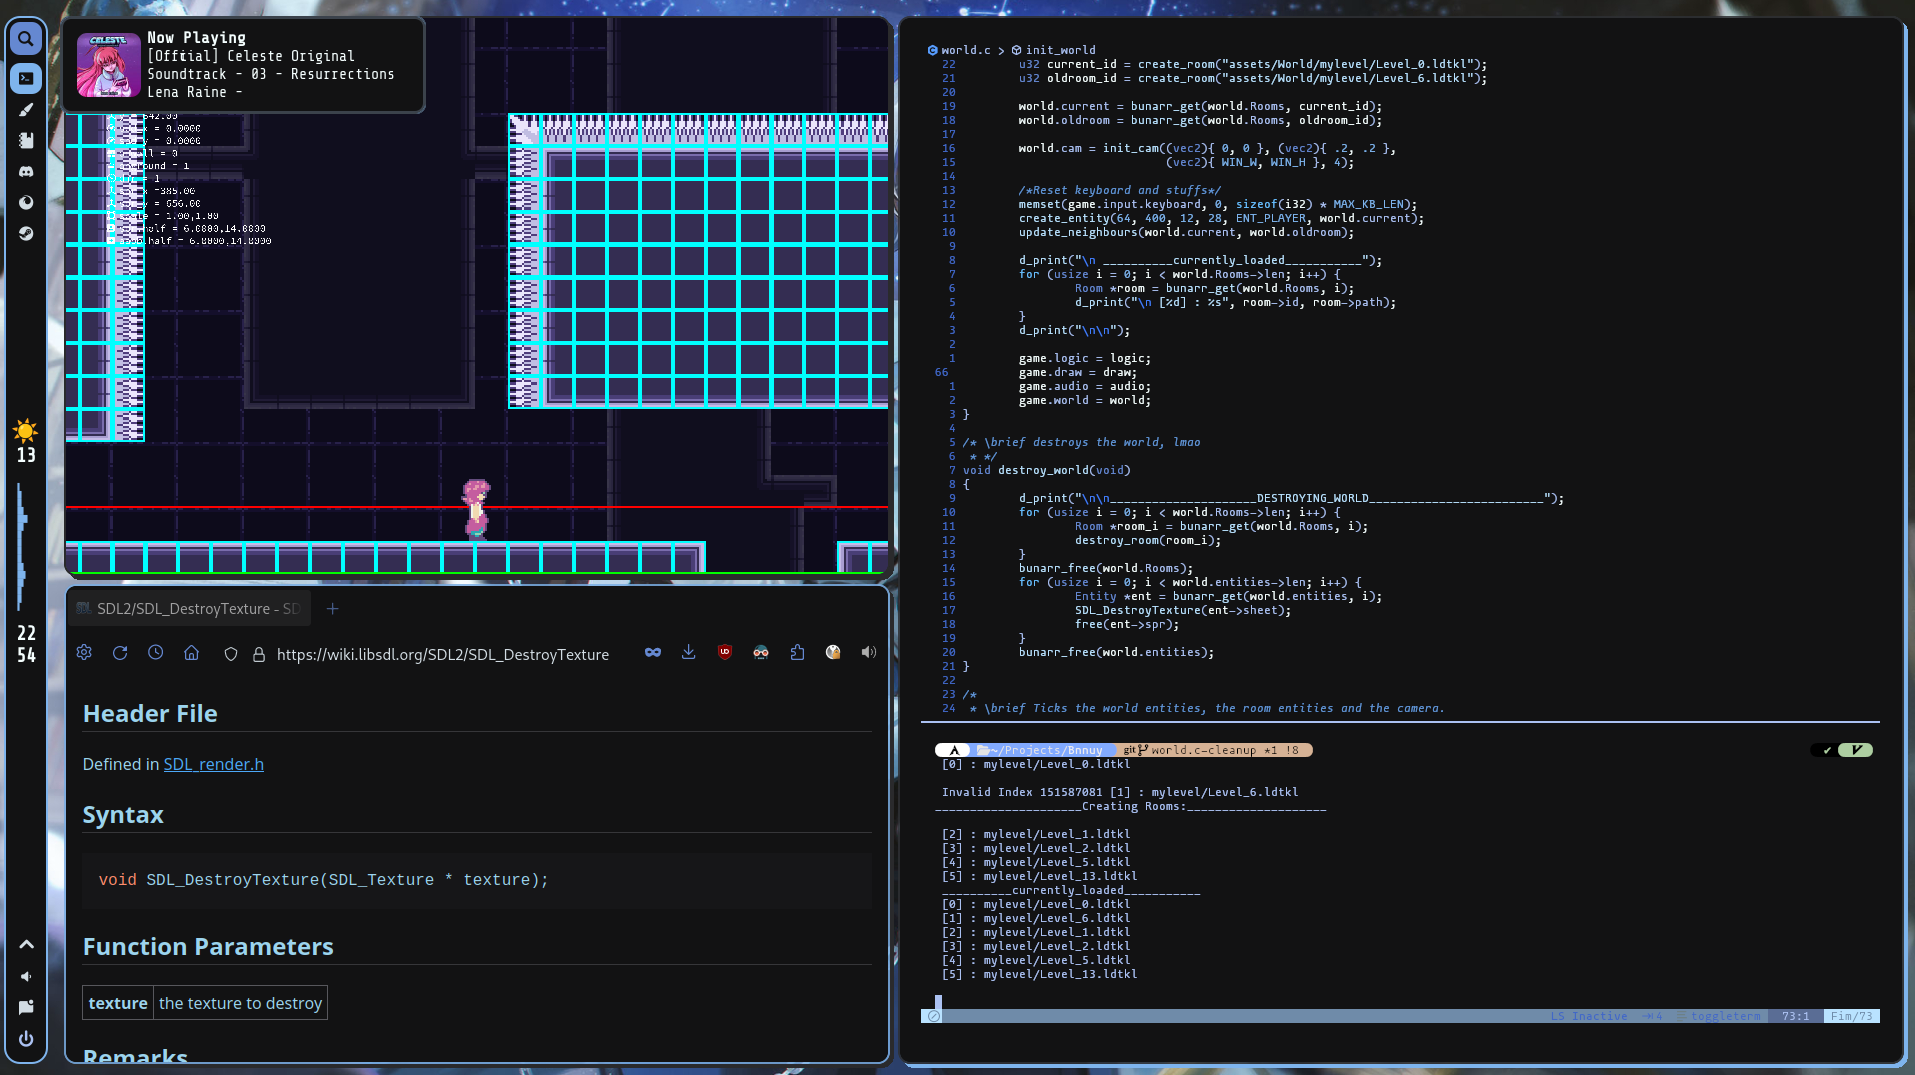 Now Playing
[Offiial] Celeste Original
Soundtrack - 03 - Resurrections
Lena Raine -
CELESTE
642.00
x = 0.0000
y = 0.0000
ll = 0
ound = 1
= 1
x -385.00
y = 656.00
le = 1.00,1.00
half = 6.0000,14.0000
half = 6.0000,14.0000
13
22
54
SDL2/SDL_DestroyTexture - SD
https://wiki.libsdl.org/SDL2/SDL_DestroyTexture
Header File
Defined in SDL_render.h
Syntax
void SDL_DestroyTexture(SDL_Texture * texture);
Function Parameters
texture the texture to destroy
Remarks
world.c > init_world
22 u32 current_id = create_room("assets/World/mylevel/Level_0.ldtkl");
21 u32 oldroom_id = create_room("assets/World/mylevel/Level_6.ldtkl");
20
19 world.current = bunarr_get(world.Rooms, current_id);
18 world.oldroom = bunarr_get(world.Rooms, oldroom_id);
17
16 world.cam = init_cam((vec2){ 0, 0 }, (vec2){ .2, .2 },
15 (vec2){ WIN_W, WIN_H }, 4);
14
13 /*Reset keyboard and stuffs*/
12 memset(game.input.keyboard, 0, sizeof(i32) * MAX_KB_LEN);
11 create_entity(64, 400, 12, 28, ENT_PLAYER, world.current);
10 update_neighbours(world.current, world.oldroom);
9
8 d_print("\n __________currently_loaded___________");
7 for (usize i = 0; i < world.Rooms->len; i++) {
6 Room *room = bunarr_get(world.Rooms, i);
5 d_print("\n [%d] : %s", room->id, room->path);
4 }
3 d_print("\n\n");
2
1 game.logic = logic;
66 game.draw = draw;
1 game.audio = audio;
2 game.world = world;
3 }
4
5 /* \brief destroys the world, lmao
6 * */
7 void destroy_world(void)
8 {
9 d_print("\n\n_____________________DESTROYING_WORLD_________________________");
10 for (usize i = 0; i < world.Rooms->len; i++) {
11 Room *room_i = bunarr_get(world.Rooms, i);
12 destroy_room(room_i);
13 }
14 bunarr_free(world.Rooms);
15 for (usize i = 0; i < world.entities->len; i++) {
16 Entity *ent = bunarr_get(world.entities, i);
17 SDL_DestroyTexture(ent->sheet);
18 free(ent->spr);
19 }
20 bunarr_free(world.entities);
21 }
22
23 /*
24 * \brief Ticks the world entities, the room entities and the camera.
~/Projects/Bnnuy git world.c-cleanup *1 !8
[0] : mylevel/Level_0.ldtkl
Invalid Index 151587081 [1] : mylevel/Level_6.ldtkl
_____________________Creating Rooms:____________________
[2] : mylevel/Level_1.ldtkl
[3] : mylevel/Level_2.ldtkl
[4] : mylevel/Level_5.ldtkl
[5] : mylevel/Level_13.ldtkl
__________currently_loaded___________
[0] : mylevel/Level_0.ldtkl
[1] : mylevel/Level_6.ldtkl
[2] : mylevel/Level_1.ldtkl
[3] : mylevel/Level_2.ldtkl
[4] : mylevel/Level_5.ldtkl
[5] : mylevel/Level_13.ldtkl
LS Inactive 4 toggleterm 73:1 Fim/73